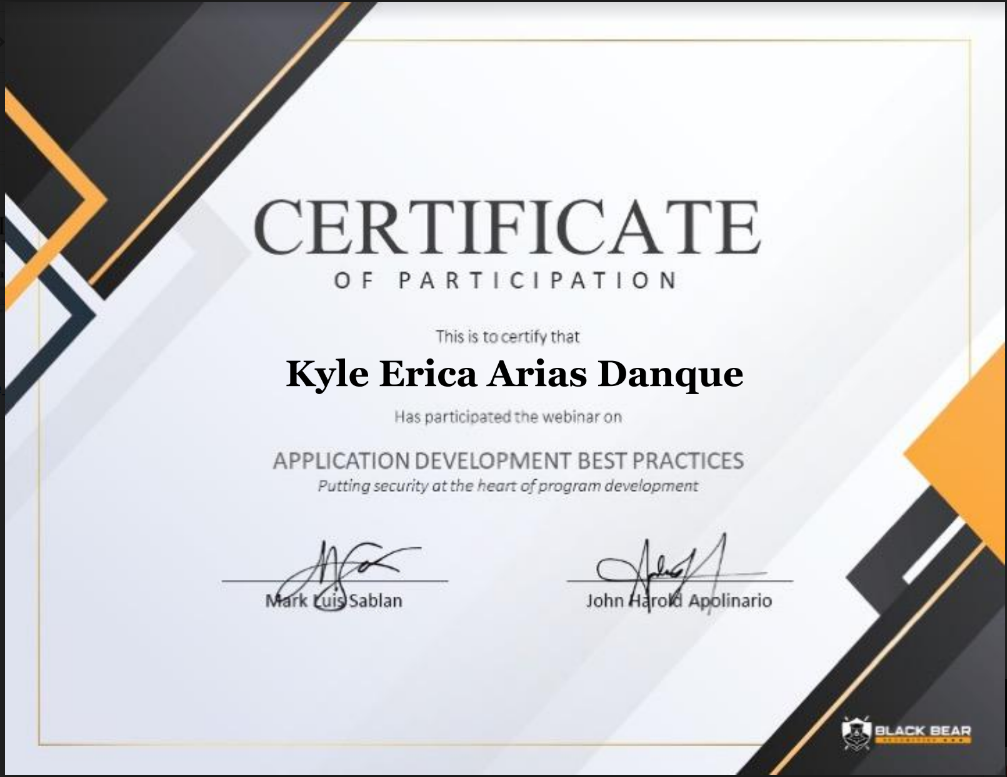 CERTIFICATE
OF PARTICIPATION
This is to certify that
Kyle Erica Arias Danque
Has participated the webinar on
APPLICATION DEVELOPMENT BEST PRACTICES
Putting security at the heart of program development
Mark Luis Sablan
John Harold Apolinario
BLACK BEAR